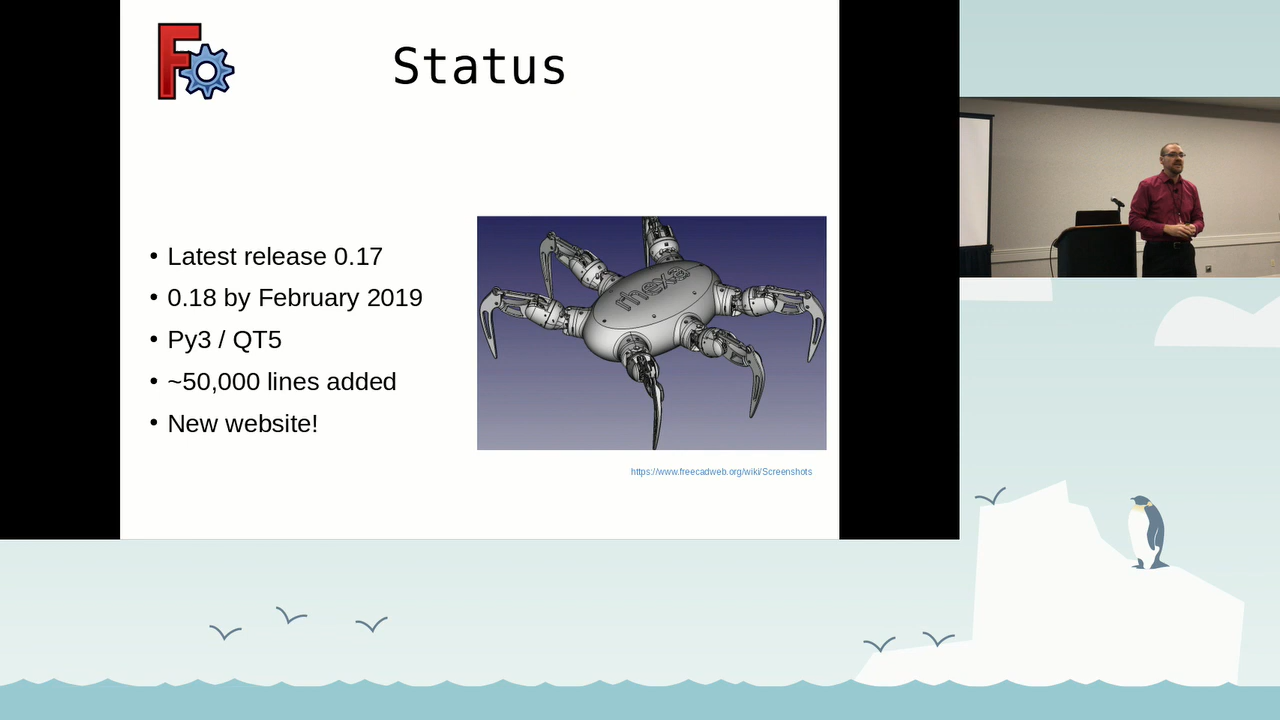 Status
• Latest release 0.17
• 0.18 by February 2019
• Py3 / QT5
• ~50,000 lines added
• New website!
rhex3
https://www.freecadweb.org/wiki/Screenshots